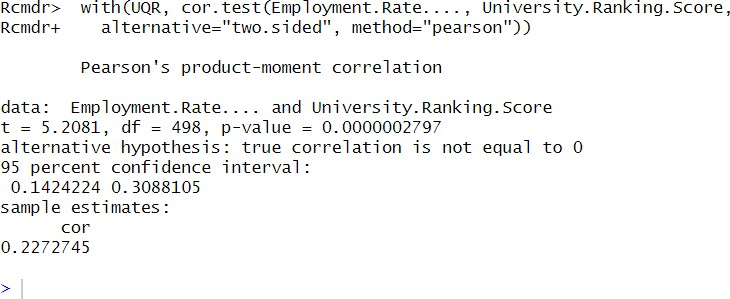 Rcmdr>  with(UQR, cor.test(Employment.Rate...., University.Ranking.Score,
Rcmdr+    alternative="two.sided", method="pearson"))
Pearson's product-moment correlation
data:  Employment.Rate.... and University.Ranking.Score
t = 5.2081, df = 498, p-value = 0.0000002797
alternative hypothesis: true correlation is not equal to 0
95 percent confidence interval:
 0.1424224 0.3088105
sample estimates:
      cor
0.2272745
>